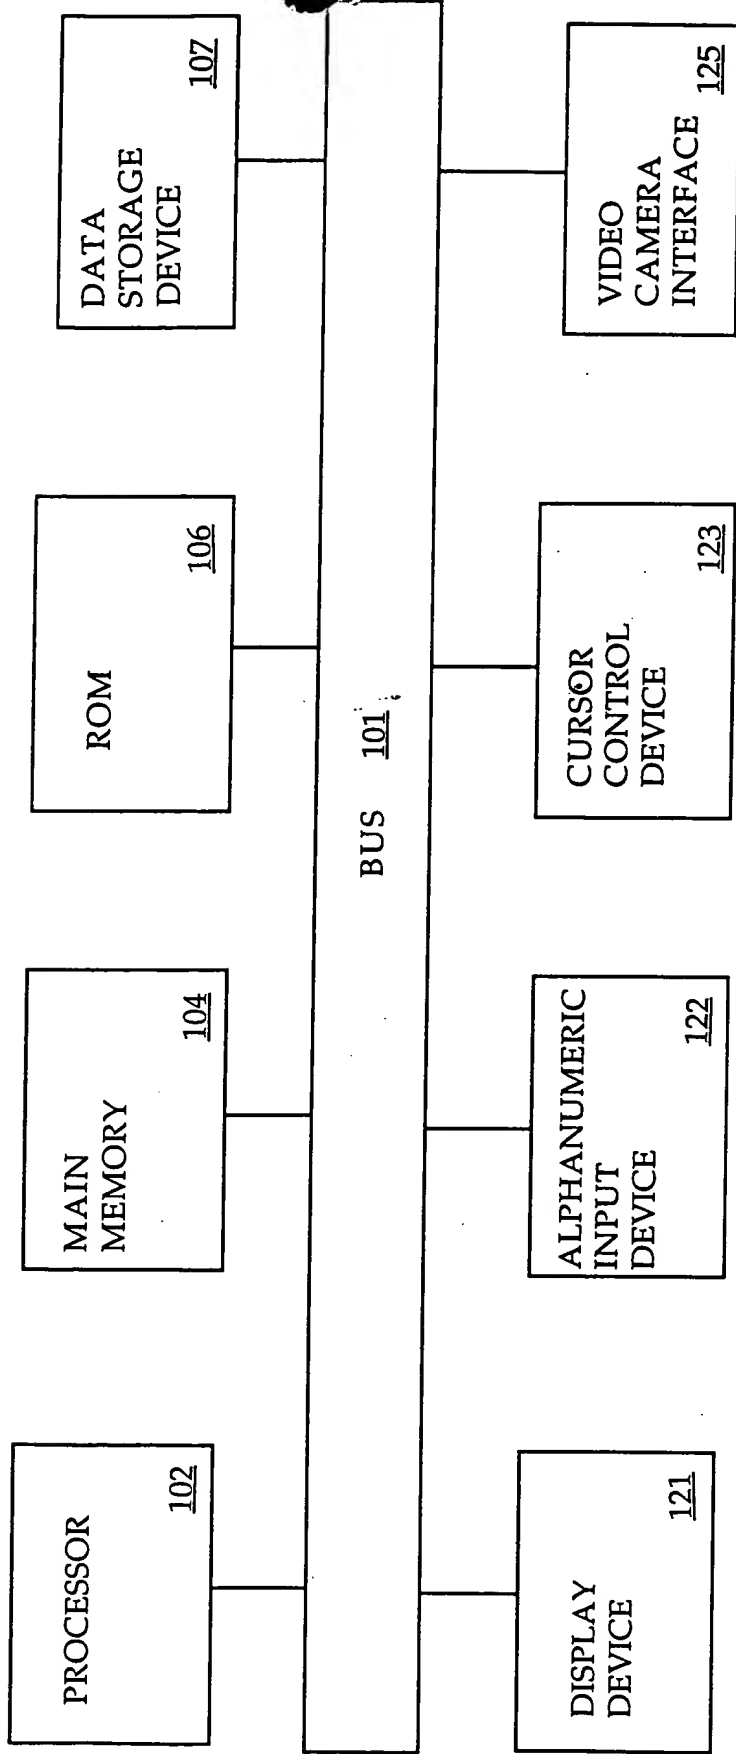 PROCESSOR
102
MAIN
MEMORY
104
ROM
106
DATA
STORAGE
DEVICE
107
BUS 101
DISPLAY
DEVICE
121
ALPHANUMERIC
INPUT
DEVICE
122
CURSOR
CONTROL
DEVICE
123
VIDEO
CAMERA
INTERFACE
125